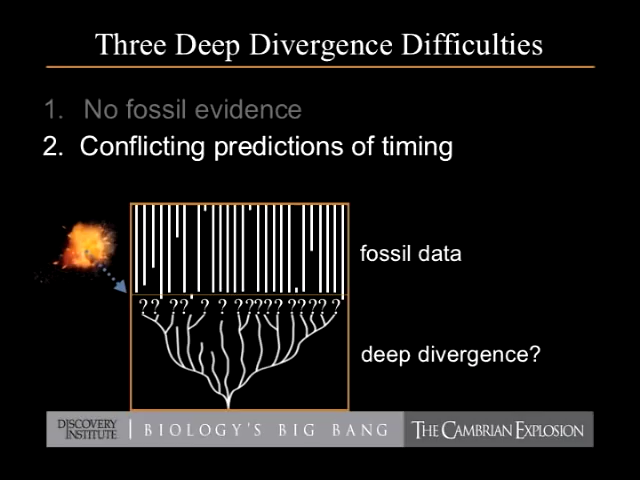 Three Deep Divergence Difficulties
1. No fossil evidence
2. Conflicting predictions of timing
fossil data
?? ?? ? ? ????? ????? ?
deep divergence?
DISCOVERY INSTITUTE | BIOLOGY'S BIG BANG THE CAMBRIAN EXPLOSION